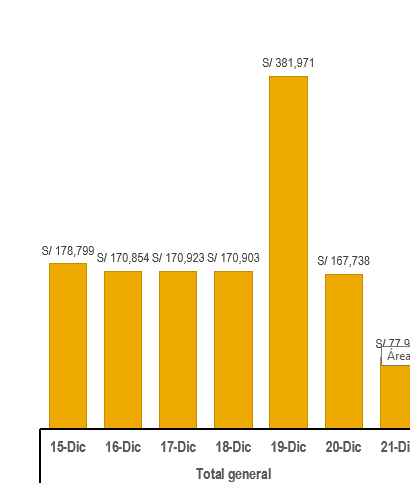 S/ 381,971
S/ 178,799
S/ 170,854
S/ 170,923
S/ 170,903
S/ 167,738
15-Dic
16-Dic
17-Dic
18-Dic
19-Dic
20-Dic
Total general